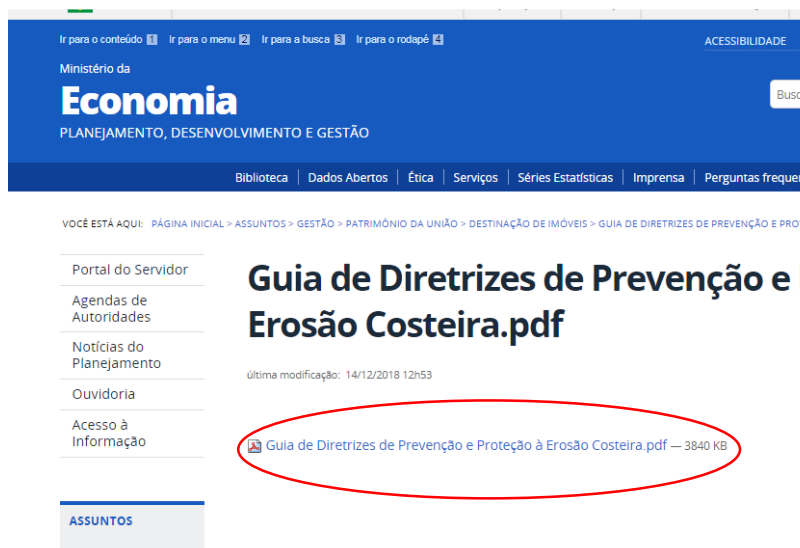 Ir para o conteúdo 1 Ir para o menu 2 Ir para a busca 3 Ir para o rodapé 4
ACESSIBILIDADE
Ministério da
Economia
PLANEJAMENTO, DESENVOLVIMENTO E GESTÃO
Busc
Biblioteca | Dados Abertos | Ética | Serviços | Séries Estatísticas | Imprensa | Perguntas frequen
VOCÊ ESTÁ AQUI: PÁGINA INICIAL > ASSUNTOS > GESTÃO > PATRIMÔNIO DA UNIÃO > DESTINAÇÃO DE IMÓVEIS > GUIA DE DIRETRIZES DE PREVENÇÃO E PRO
Portal do Servidor
Agendas de
Autoridades
Notícias do
Planejamento
Ouvidoria
Acesso à
Informação
ASSUNTOS
Guia de Diretrizes de Prevenção e
Erosão Costeira.pdf
última modificação: 14/12/2018 12h53
Guia de Diretrizes de Prevenção e Proteção à Erosão Costeira.pdf — 3840 KB